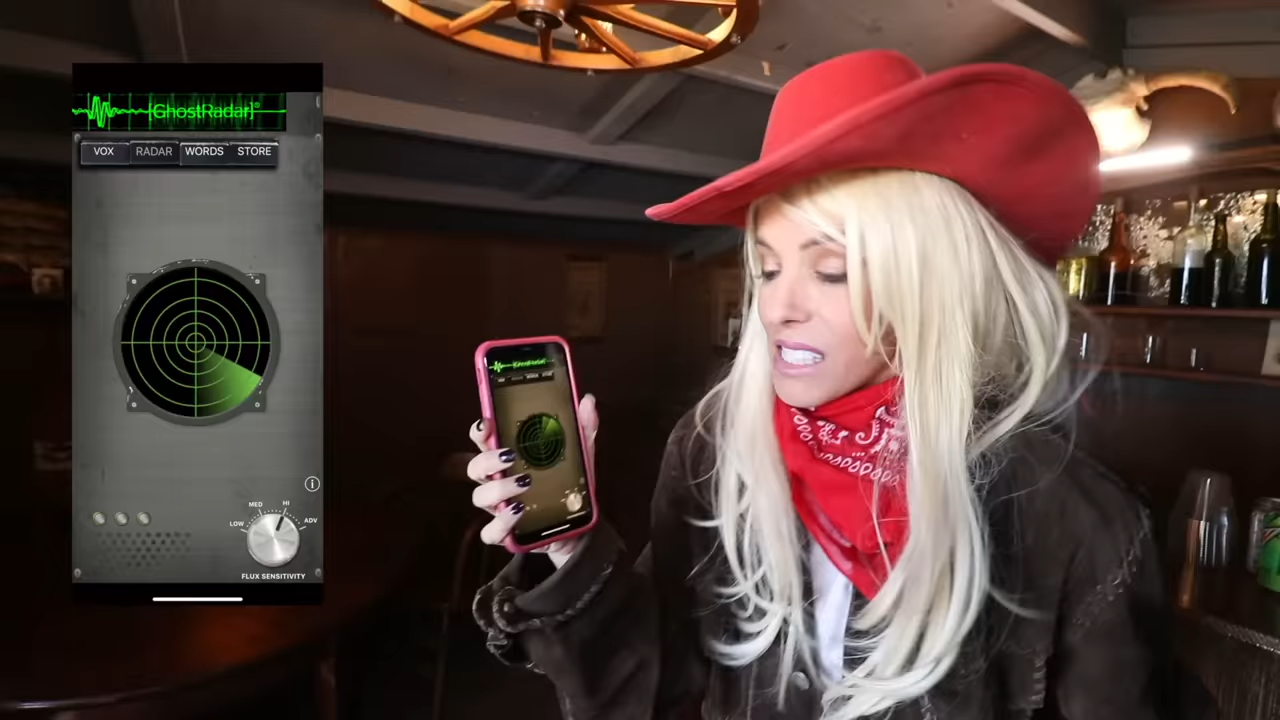 [GhostRadar]®
VOX RADAR WORDS STORE
i
MED HI
LOW ADV
FLUX SENSITIVITY